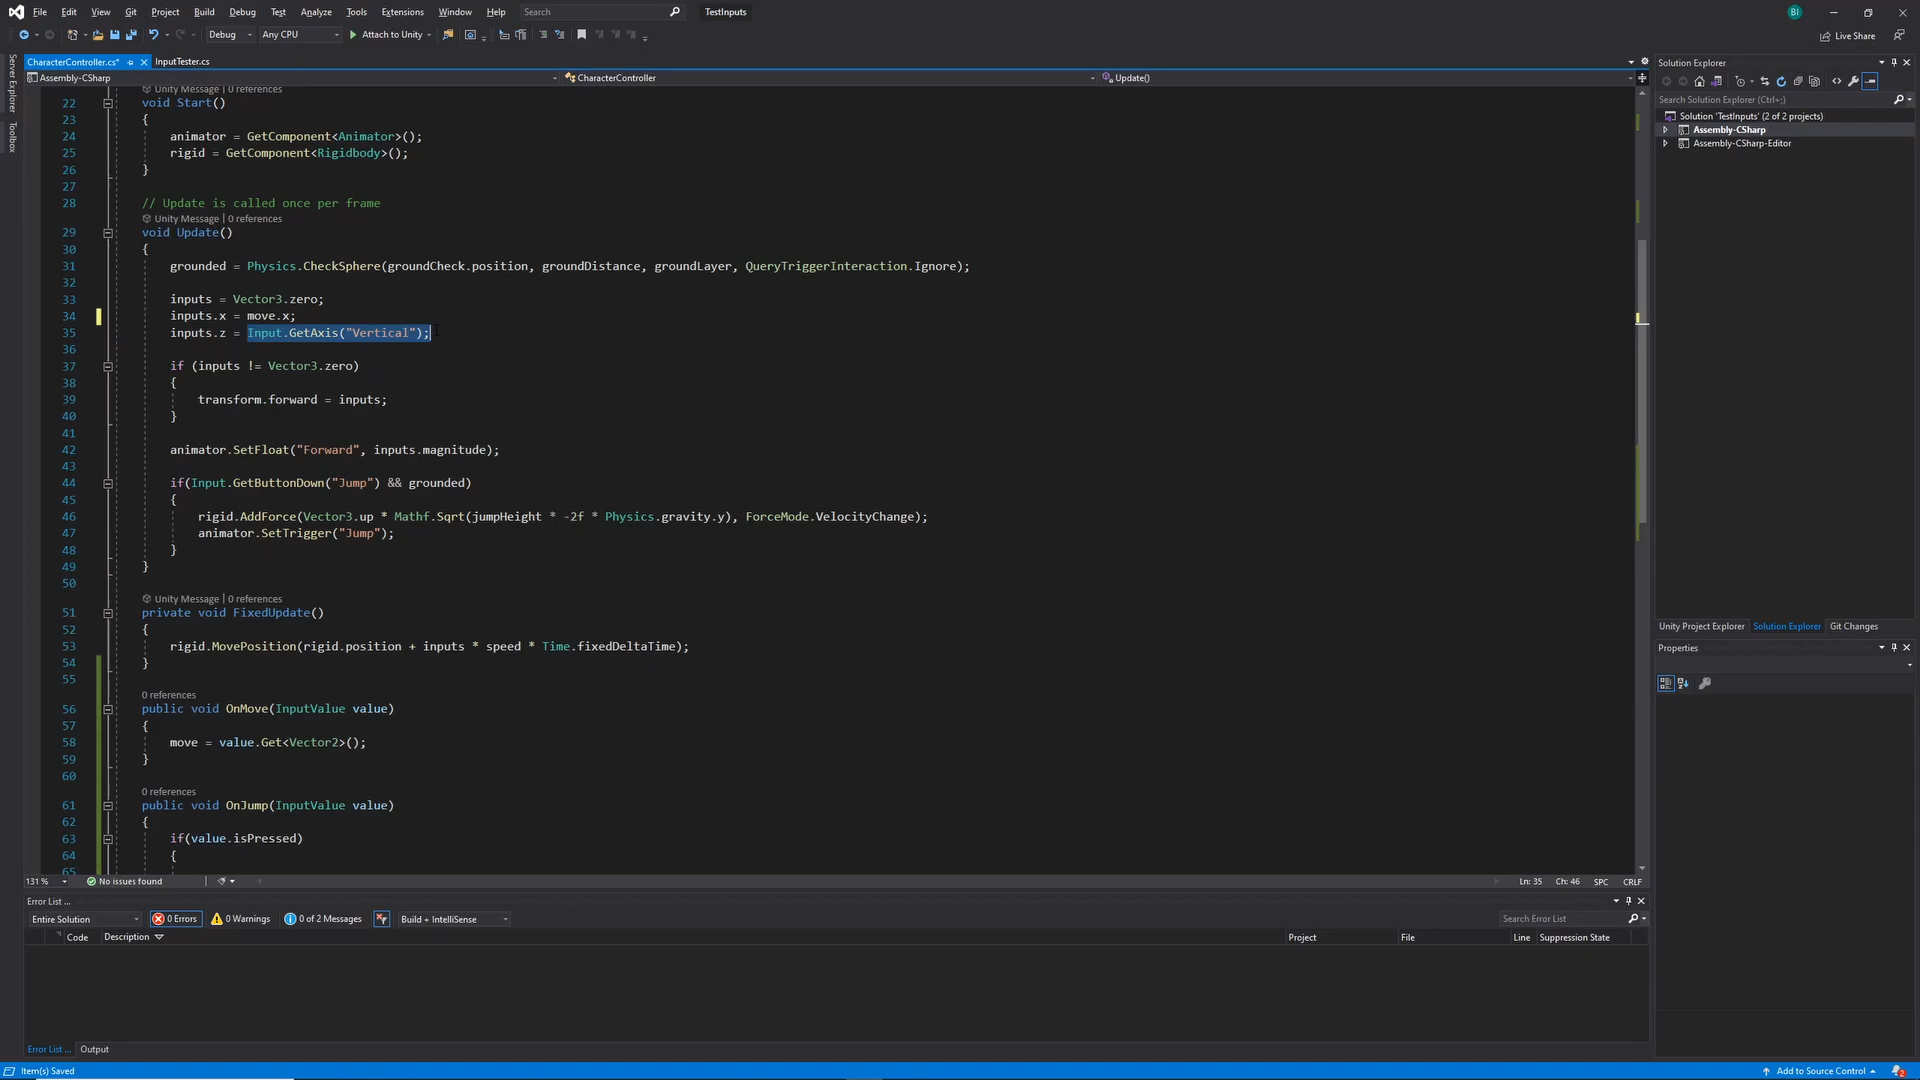 File Edit View Git Project Build Debug Test Analyze Tools Extensions Window Help Search TestInputs BI
Debug Any CPU Attach to Unity Live Share
CharacterController.cs* InputTester.cs
Assembly-CSharp CharacterController Update()
Server Explorer
Toolbox
Unity Message | 0 references
22 void Start()
23 {
24 animator = GetComponent<Animator>();
25 rigid = GetComponent<Rigidbody>();
26 }
27
28 // Update is called once per frame
Unity Message | 0 references
29 void Update()
30 {
31 grounded = Physics.CheckSphere(groundCheck.position, groundDistance, groundLayer, QueryTriggerInteraction.Ignore);
32
33 inputs = Vector3.zero;
34 inputs.x = move.x;
35 inputs.z = Input.GetAxis("Vertical");
36
37 if (inputs != Vector3.zero)
38 {
39 transform.forward = inputs;
40 }
41
42 animator.SetFloat("Forward", inputs.magnitude);
43
44 if(Input.GetButtonDown("Jump") && grounded)
45 {
46 rigid.AddForce(Vector3.up * Mathf.Sqrt(jumpHeight * -2f * Physics.gravity.y), ForceMode.VelocityChange);
47 animator.SetTrigger("Jump");
48 }
49 }
50
Unity Message | 0 references
51 private void FixedUpdate()
52 {
53 rigid.MovePosition(rigid.position + inputs * speed * Time.fixedDeltaTime);
54 }
55
0 references
56 public void OnMove(InputValue value)
57 {
58 move = value.Get<Vector2>();
59 }
60
0 references
61 public void OnJump(InputValue value)
62 {
63 if(value.isPressed)
64 {
65
131 % No issues found Ln: 35 Ch: 46 SPC CRLF
Error List ...
Entire Solution 0 Errors 0 Warnings 0 of 2 Messages Build + IntelliSense Search Error List
Code Description Project File Line Suppression State
Error List ... Output
Item(s) Saved Add to Source Control 2
Solution Explorer
Search Solution Explorer (Ctrl+;)
Solution 'TestInputs' (2 of 2 projects)
Assembly-CSharp
Assembly-CSharp-Editor
Unity Project Explorer Solution Explorer Git Changes
Properties